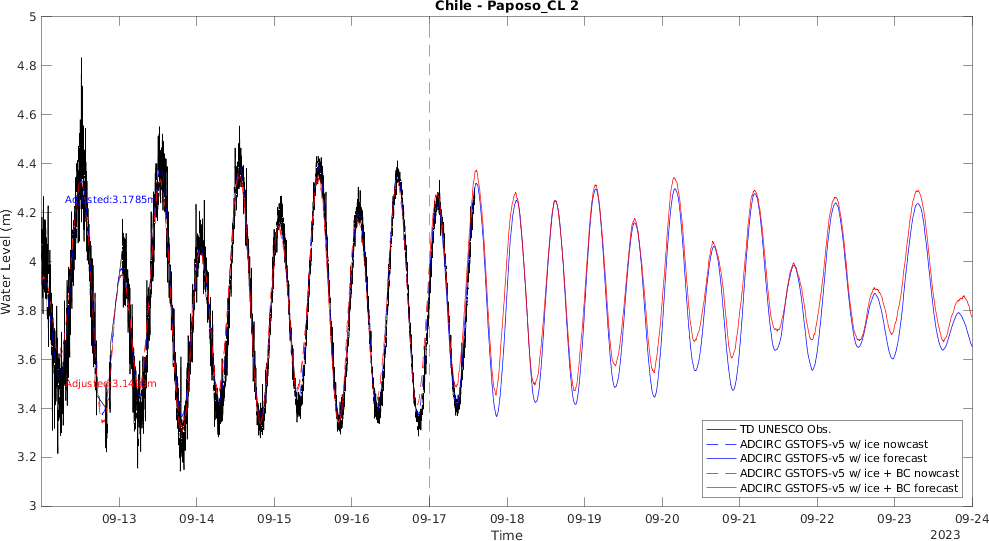 Chile - Paposo_CL 2
Water Level (m)
5
4.8
4.6
4.4
4.2
4
3.8
3.6
3.4
3.2
3
Adjusted:3.1785m
TD UNESCO Obs.
ADCIRC GSTOFS-v5 w/ ice nowcast
ADCIRC GSTOFS-v5 w/ ice forecast
ADCIRC GSTOFS-v5 w/ ice + BC nowcast
ADCIRC GSTOFS-v5 w/ ice + BC forecast
09-13
09-14
09-15
09-16
09-17
09-18
09-19
09-20
09-21
09-22
09-23
09-24
Time
2023